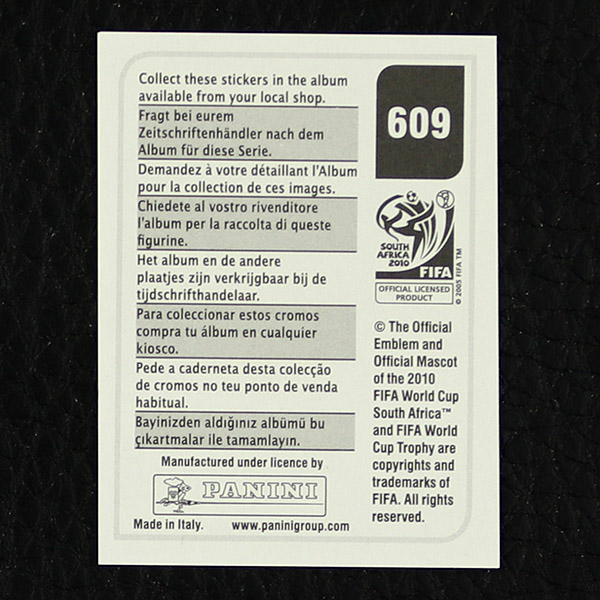 Collect these stickers in the album
available from your local shop.
Fragt bei eurem
Zeitschriftenhändler nach dem
Album für diese Serie.
Demandez à votre détaillant l'Album
pour la collection de ces images.
Chiedete al vostro rivenditore
l'album per la raccolta di queste
figurine.
Het album en de andere
plaatjes zijn verkrijgbaar bij de
tijdschrifthandelaar.
Para coleccionar estos cromos
compra tu álbum en cualquier
kiosco.
Pede a caderneta desta colecção
de cromos no teu ponto de venda
habitual.
Bayinizden aldığınız albümü bu
çıkartmalar ile tamamlayın.
Manufactured under licence by
PANINI
Made in Italy. www.paninigroup.com
609
SOUTH
AFRICA
2010
FIFA
OFFICIAL LICENSED
PRODUCT
© 2005 FIFA TM
© The Official
Emblem and
Official Mascot
of the 2010
FIFA World Cup
South Africa™
and FIFA World
Cup Trophy are
copyrights and
trademarks of
FIFA. All rights
reserved.